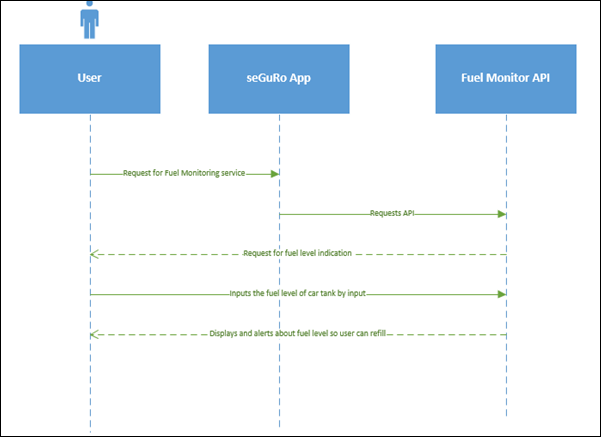 User
seGuRo App
Fuel Monitor API
Request for Fuel Monitoring service
Requests API
Request for fuel level indication
Inputs the fuel level of car tank by input
Displays and alerts about fuel level so user can refill